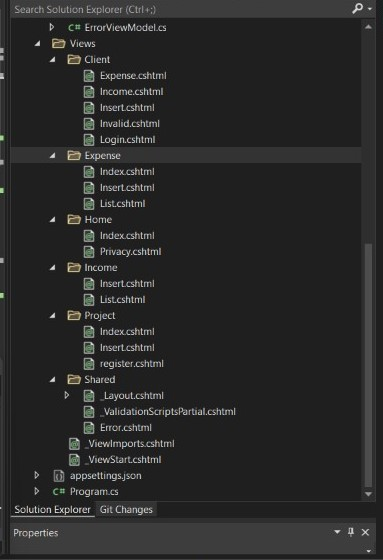 Search Solution Explorer (Ctrl+;)
C# ErrorViewModel.cs
Views
Client
Expense.cshtml
Income.cshtml
Insert.cshtml
Invalid.cshtml
Login.cshtml
Expense
Index.cshtml
Insert.cshtml
List.cshtml
Home
Index.cshtml
Privacy.cshtml
Income
Insert.cshtml
List.cshtml
Project
Index.cshtml
Insert.cshtml
register.cshtml
Shared
_Layout.cshtml
_ValidationScriptsPartial.cshtml
Error.cshtml
_ViewImports.cshtml
_ViewStart.cshtml
appsettings.json
C# Program.cs
Solution Explorer Git Changes
Properties